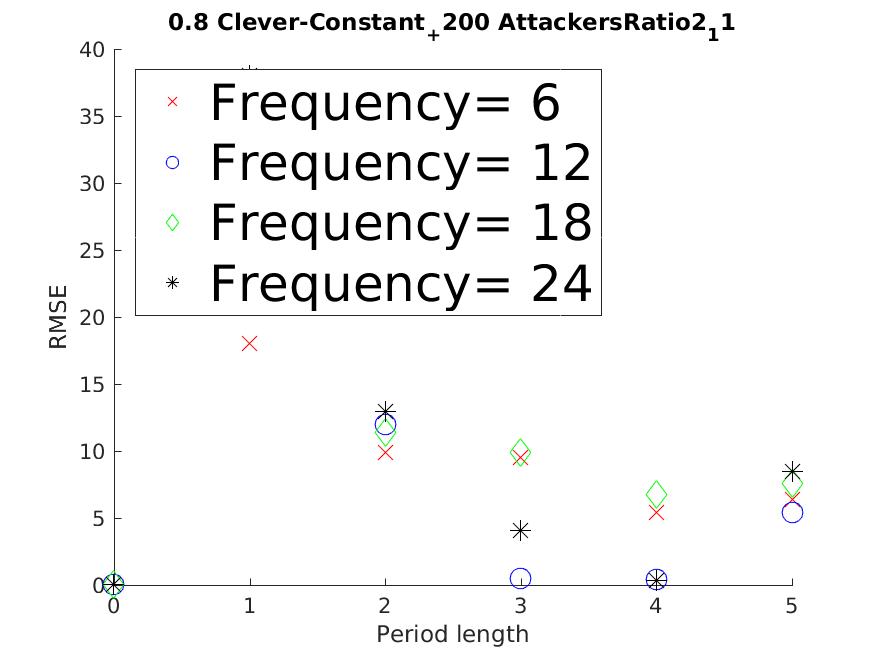 0.8 Clever-Constant₊200 AttackersRatio2₁1
40
35
30
25
20
15
10
5
0
RMSE
Frequency= 6
Frequency= 12
Frequency= 18
Frequency= 24
0 1 2 3 4 5
Period length